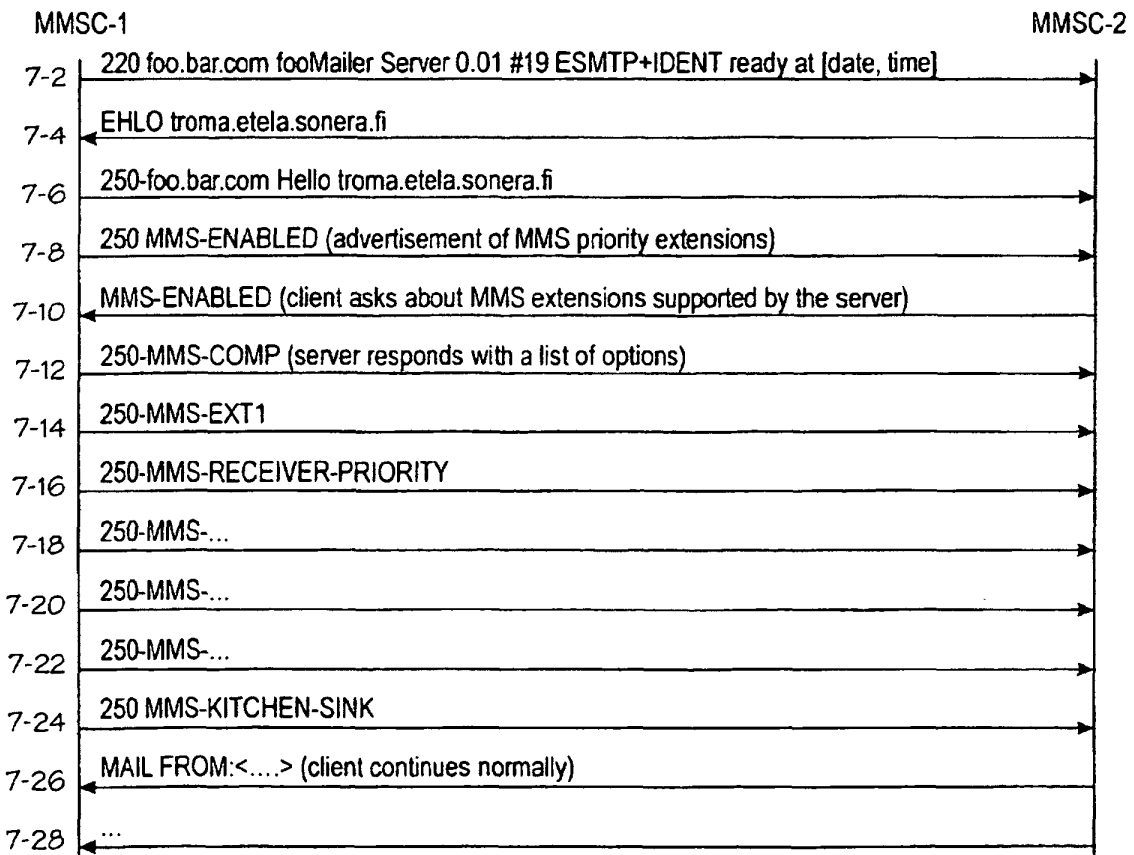 MMSC-1 MMSC-2
7-2 220 foo.bar.com fooMailer Server 0.01 #19 ESMTP+IDENT ready at [date, time]
7-4 EHLO troma.etela.sonera.fi
7-6 250-foo.bar.com Hello troma.etela.sonera.fi
7-8 250 MMS-ENABLED (advertisement of MMS priority extensions)
7-10 MMS-ENABLED (client asks about MMS extensions supported by the server)
7-12 250-MMS-COMP (server responds with a list of options)
7-14 250-MMS-EXT1
7-16 250-MMS-RECEIVER-PRIORITY
7-18 250-MMS-...
7-20 250-MMS-...
7-22 250-MMS-...
7-24 250 MMS-KITCHEN-SINK
7-26 MAIL FROM:<....> (client continues normally)
7-28 ...